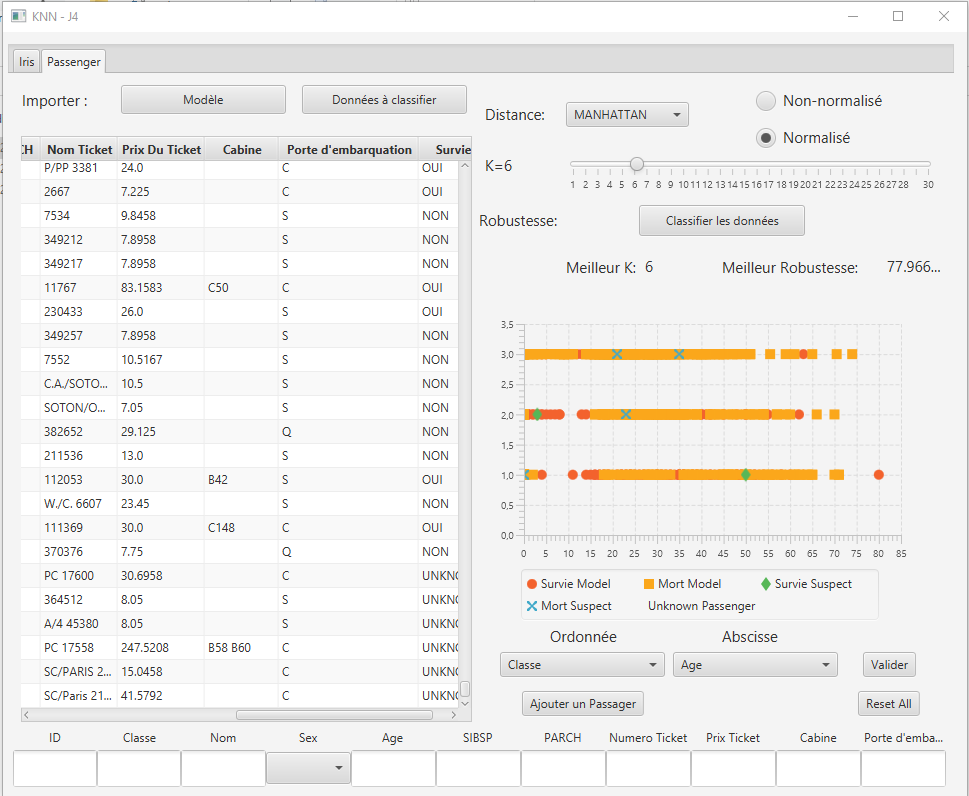 KNN - J4
Iris Passenger
Importer : Modèle Données à classifier
Distance: MANHATTAN
Non-normalisé
Normalisé
K=6
1 2 3 4 5 6 7 8 9 10 11 12 13 14 15 16 17 18 19 20 21 22 23 24 25 26 27 28 30
Robustesse: Classifier les données
Meilleur K: 6 Meilleur Robustesse: 77.966...
CH Nom Ticket Prix Du Ticket Cabine Porte d'embarquation Survie
P/PP 3381 24.0 C OUI
2667 7.225 C OUI
7534 9.8458 S NON
349212 7.8958 S NON
349217 7.8958 S NON
11767 83.1583 C50 C OUI
230433 26.0 S OUI
349257 7.8958 S NON
7552 10.5167 S NON
C.A./SOTO... 10.5 S NON
SOTON/O... 7.05 S NON
382652 29.125 Q NON
211536 13.0 S NON
112053 30.0 B42 S OUI
W./C. 6607 23.45 S NON
111369 30.0 C148 C OUI
370376 7.75 Q NON
PC 17600 30.6958 C UNKNO
364512 8.05 S UNKNO
A/4 45380 8.05 S UNKNO
PC 17558 247.5208 B58 B60 C UNKNO
SC/PARIS 2... 15.0458 C UNKNO
SC/Paris 21... 41.5792 C UNKNO
3,5
3,0
2,5
2,0
1,5
1,0
0,5
0,0
0 5 10 15 20 25 30 35 40 45 50 55 60 65 70 75 80 85
Survie Model Mort Model Survie Suspect
Mort Suspect Unknown Passenger
Ordonnée Abscisse
Classe Age Valider
Ajouter un Passager Reset All
ID Classe Nom Sex Age SIBSP PARCH Numero Ticket Prix Ticket Cabine Porte d'emba...